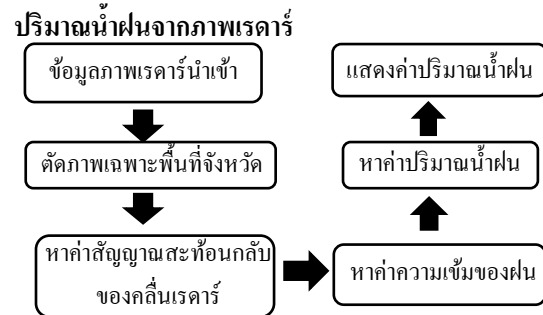 ปริมาณน้ำฝนจากภาพเรดาร์
ข้อมูลภาพเรดาร์นำเข้า
ตัดภาพเฉพาะพื้นที่จังหวัด
หาค่าสัญญาณสะท้อนกลับ
ของคลื่นเรดาร์
หาค่าความเข้มของฝน
หาค่าปริมาณน้ำฝน
แสดงค่าปริมาณน้ำฝน